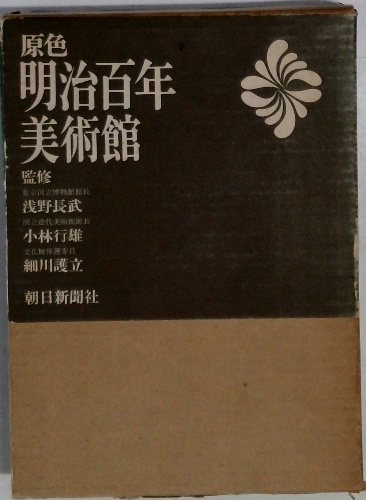 原色
明治百年
美術館
監修
東京国立博物館館長
浅野長武
国立近代美術館館長
小林行雄
文化財保護委員
細川護立
朝日新聞社